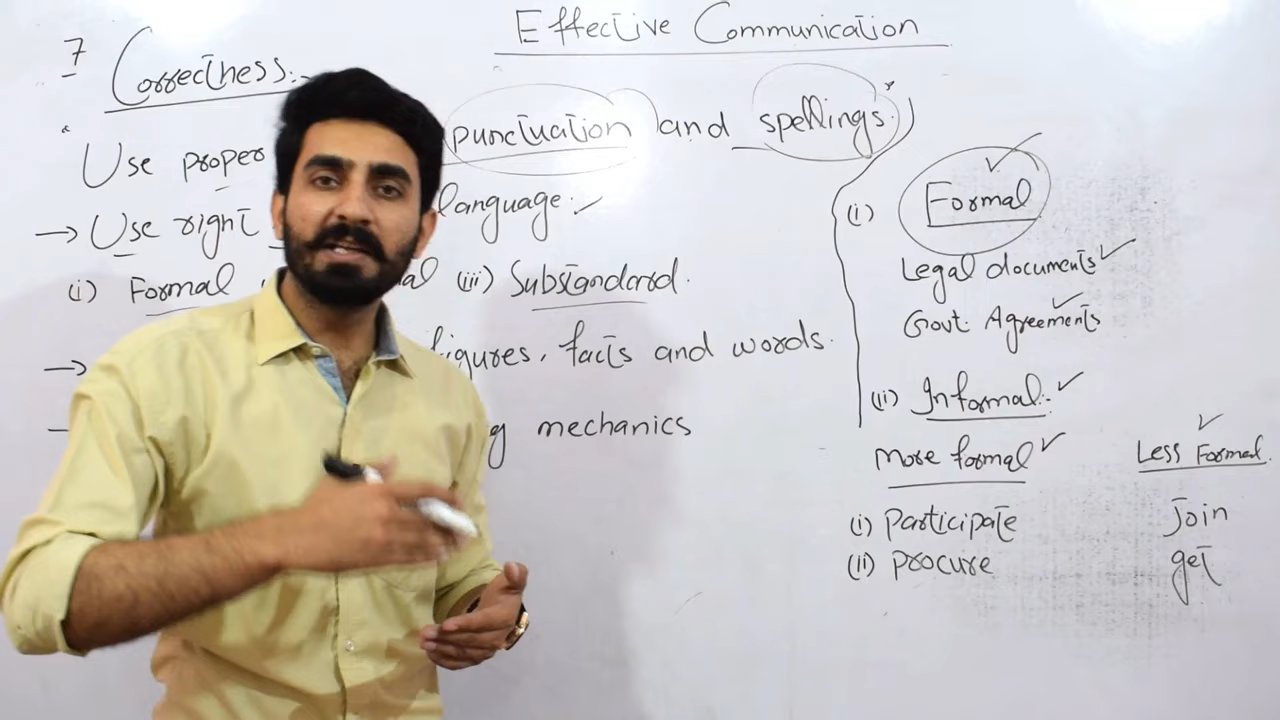 Effective Communication
7 Correctness:-
Use proper punctuation and spellings.
→ Use right language:
(i) Formal (iii) Substandard.
→ figures, facts and words.
mechanics
(i) Formal
Legal documents
Govt. Agreements
(ii) Informal:
More formal Less Formal.
(i) participate join
(ii) procure get